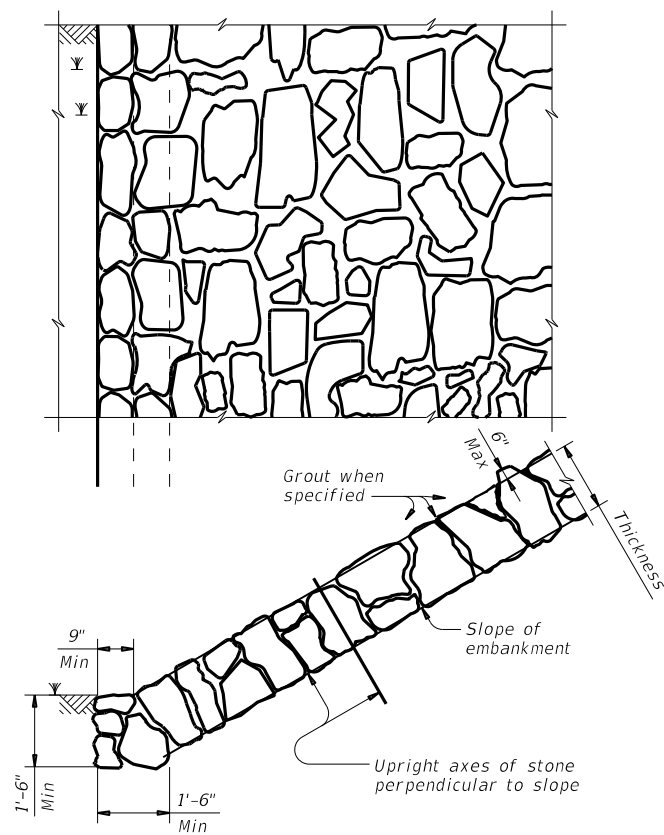 6"
Max
Grout when
specified
Thickness
9"
Min
Slope of
embankment
1'-6"
Min
Upright axes of stone
perpendicular to slope
1'-6"
Min